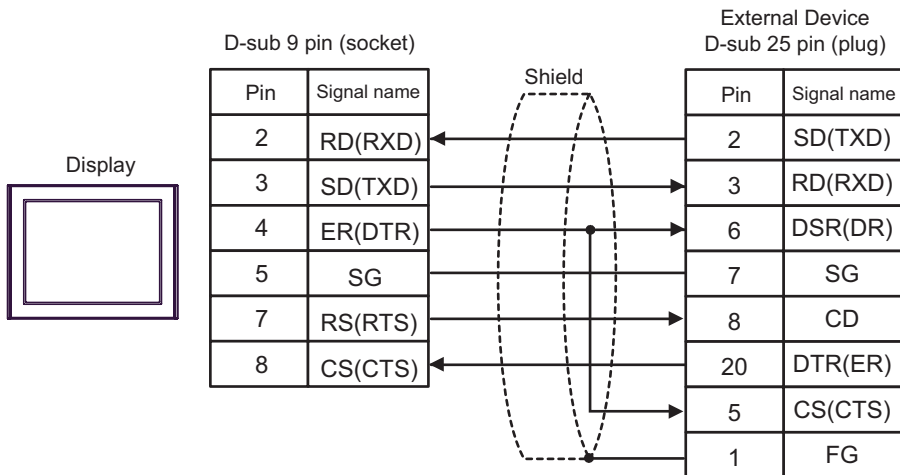 External Device
D-sub 9 pin (socket)
D-sub 25 pin (plug)
Shield
Pin Signal name
Pin Signal name
2 RD(RXD)
2 SD(TXD)
Display
3 SD(TXD)
3 RD(RXD)
4 ER(DTR)
6 DSR(DR)
5 SG
7 SG
7 RS(RTS)
8 CD
8 CS(CTS)
20 DTR(ER)
5 CS(CTS)
1 FG